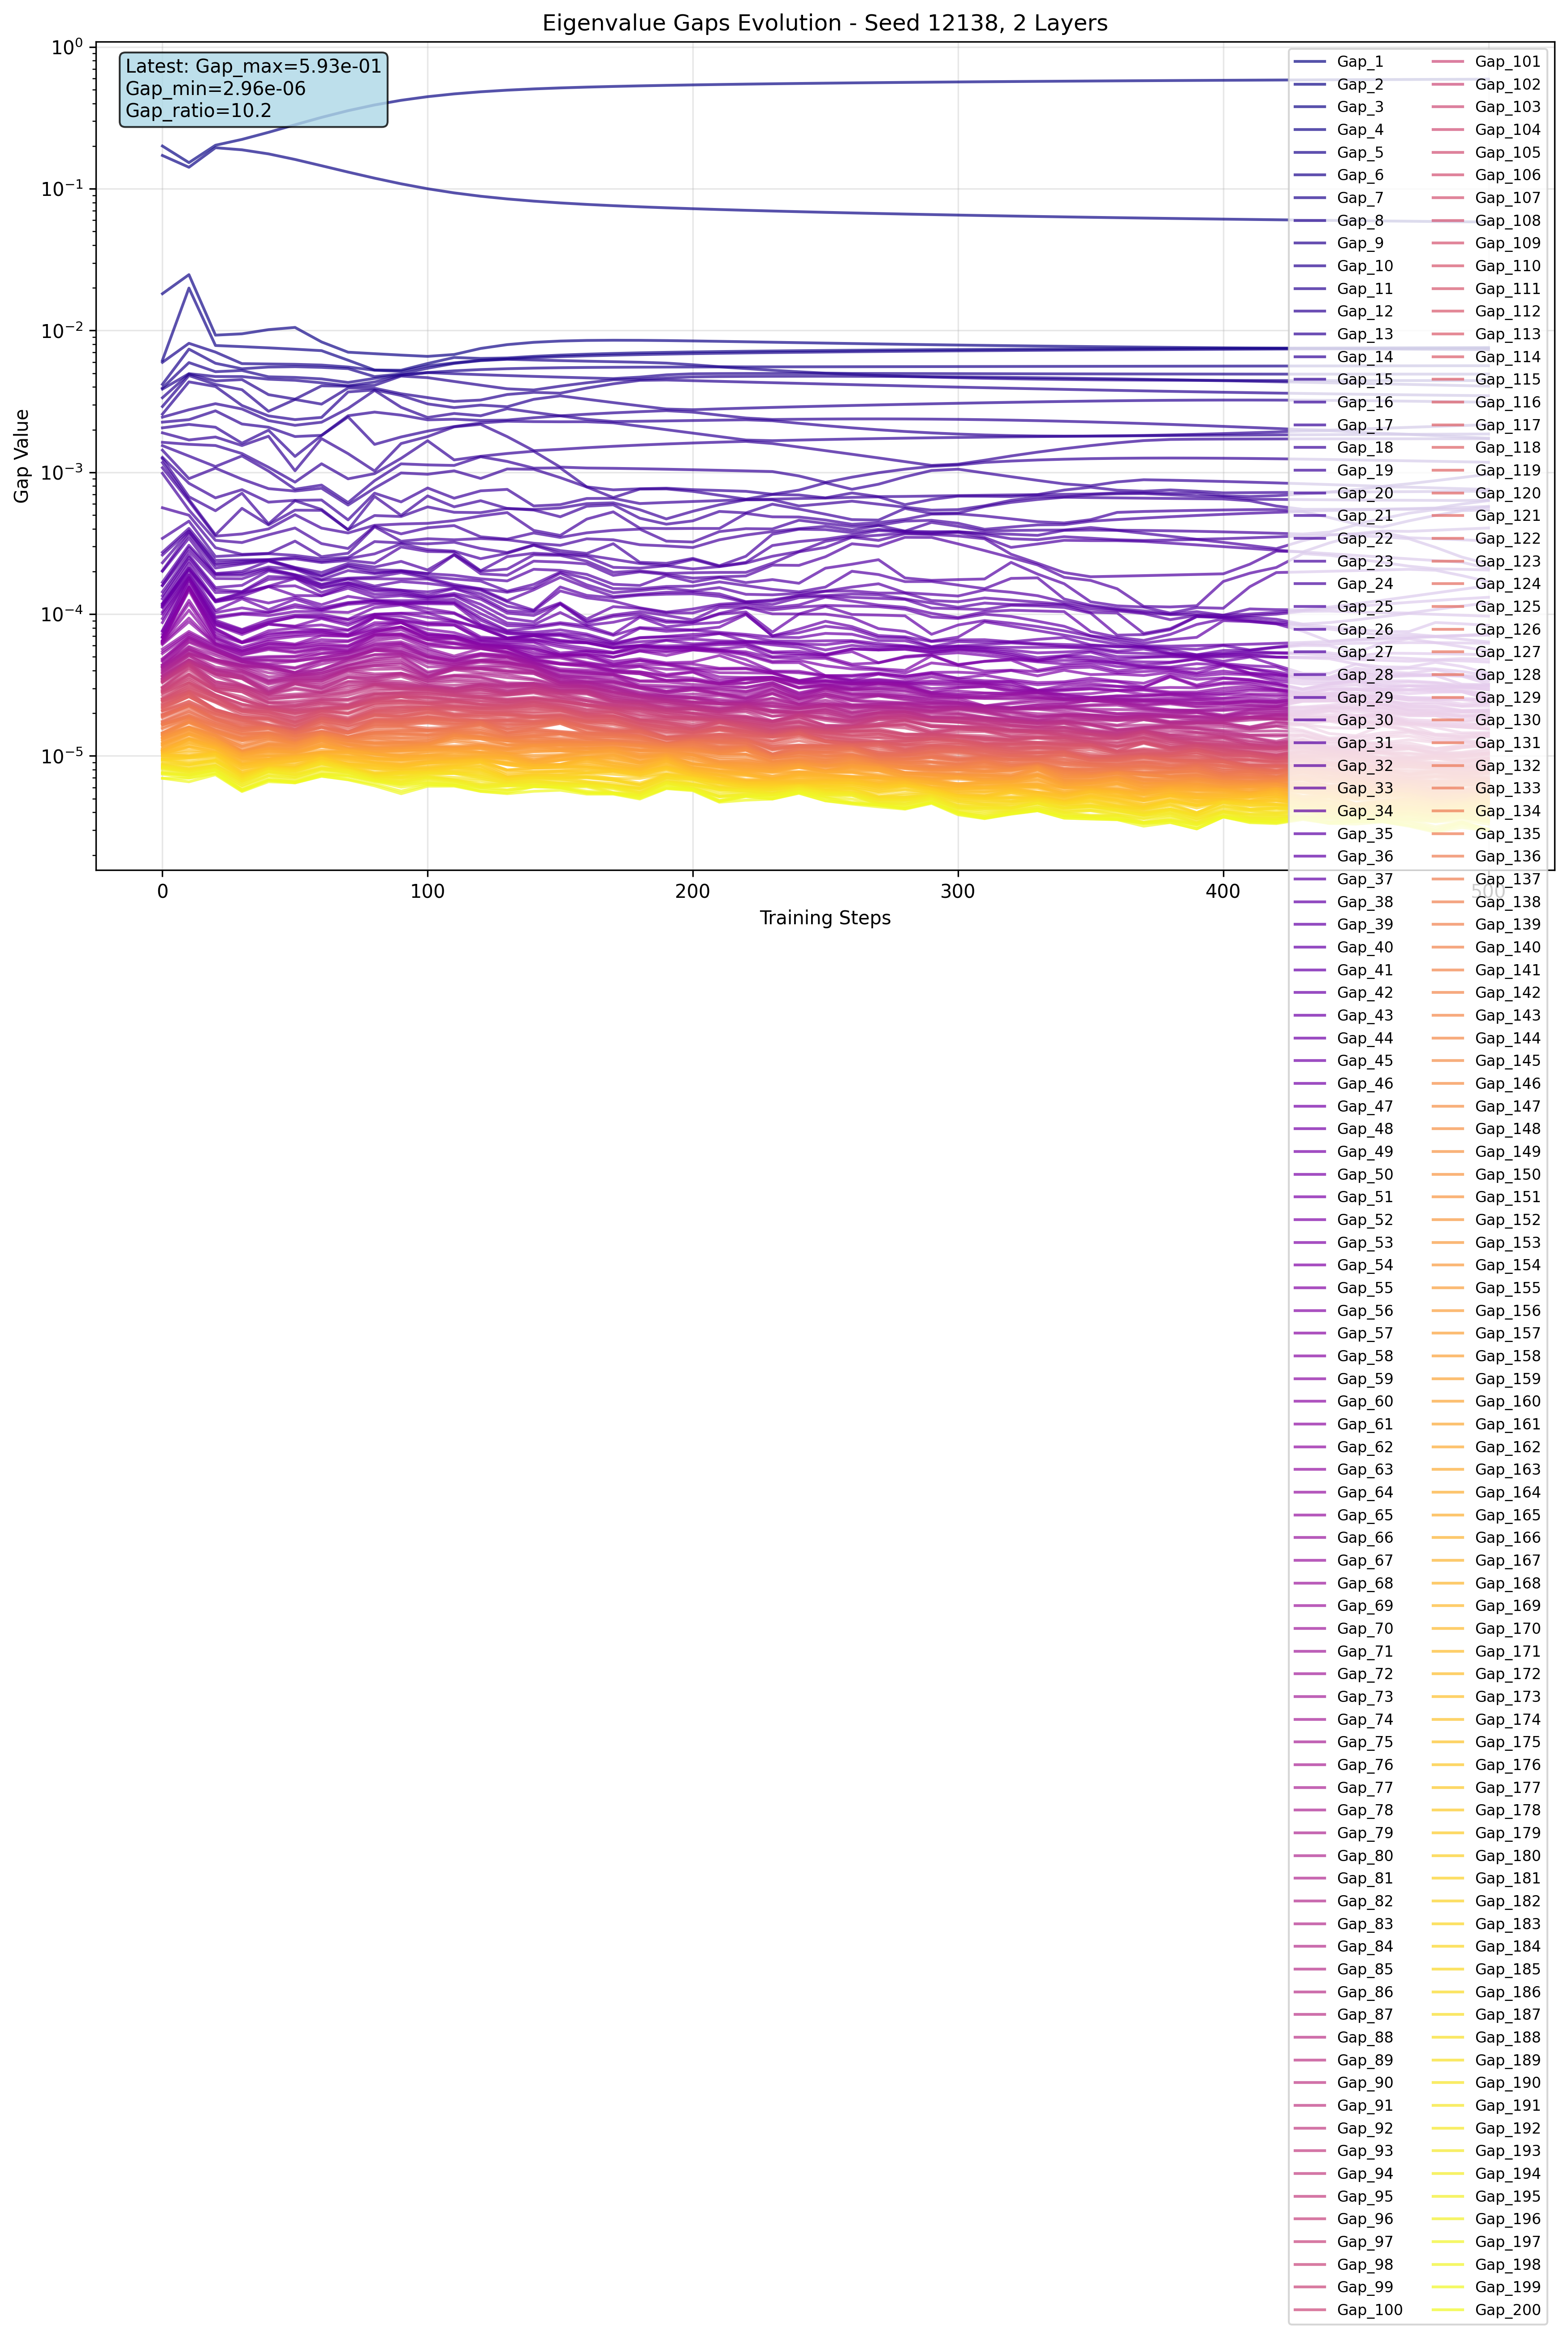 Eigenvalue Gaps Evolution - Seed 12138, 2 Layers
Latest: Gap_max=5.93e-01
Gap_min=2.96e-06
Gap_ratio=10.2
Gap Value
10⁰
10⁻¹
10⁻²
10⁻³
10⁻⁴
10⁻⁵
0
100
200
300
400
500
Training Steps
Gap_1
Gap_2
Gap_3
Gap_4
Gap_5
Gap_6
Gap_7
Gap_8
Gap_9
Gap_10
Gap_11
Gap_12
Gap_13
Gap_14
Gap_15
Gap_16
Gap_17
Gap_18
Gap_19
Gap_20
Gap_21
Gap_22
Gap_23
Gap_24
Gap_25
Gap_26
Gap_27
Gap_28
Gap_29
Gap_30
Gap_31
Gap_32
Gap_33
Gap_34
Gap_35
Gap_36
Gap_37
Gap_38
Gap_39
Gap_40
Gap_41
Gap_42
Gap_43
Gap_44
Gap_45
Gap_46
Gap_47
Gap_48
Gap_49
Gap_50
Gap_51
Gap_52
Gap_53
Gap_54
Gap_55
Gap_56
Gap_57
Gap_58
Gap_59
Gap_60
Gap_61
Gap_62
Gap_63
Gap_64
Gap_65
Gap_66
Gap_67
Gap_68
Gap_69
Gap_70
Gap_71
Gap_72
Gap_73
Gap_74
Gap_75
Gap_76
Gap_77
Gap_78
Gap_79
Gap_80
Gap_81
Gap_82
Gap_83
Gap_84
Gap_85
Gap_86
Gap_87
Gap_88
Gap_89
Gap_90
Gap_91
Gap_92
Gap_93
Gap_94
Gap_95
Gap_96
Gap_97
Gap_98
Gap_99
Gap_100
Gap_101
Gap_102
Gap_103
Gap_104
Gap_105
Gap_106
Gap_107
Gap_108
Gap_109
Gap_110
Gap_111
Gap_112
Gap_113
Gap_114
Gap_115
Gap_116
Gap_117
Gap_118
Gap_119
Gap_120
Gap_121
Gap_122
Gap_123
Gap_124
Gap_125
Gap_126
Gap_127
Gap_128
Gap_129
Gap_130
Gap_131
Gap_132
Gap_133
Gap_134
Gap_135
Gap_136
Gap_137
Gap_138
Gap_139
Gap_140
Gap_141
Gap_142
Gap_143
Gap_144
Gap_145
Gap_146
Gap_147
Gap_148
Gap_149
Gap_150
Gap_151
Gap_152
Gap_153
Gap_154
Gap_155
Gap_156
Gap_157
Gap_158
Gap_159
Gap_160
Gap_161
Gap_162
Gap_163
Gap_164
Gap_165
Gap_166
Gap_167
Gap_168
Gap_169
Gap_170
Gap_171
Gap_172
Gap_173
Gap_174
Gap_175
Gap_176
Gap_177
Gap_178
Gap_179
Gap_180
Gap_181
Gap_182
Gap_183
Gap_184
Gap_185
Gap_186
Gap_187
Gap_188
Gap_189
Gap_190
Gap_191
Gap_192
Gap_193
Gap_194
Gap_195
Gap_196
Gap_197
Gap_198
Gap_199
Gap_200